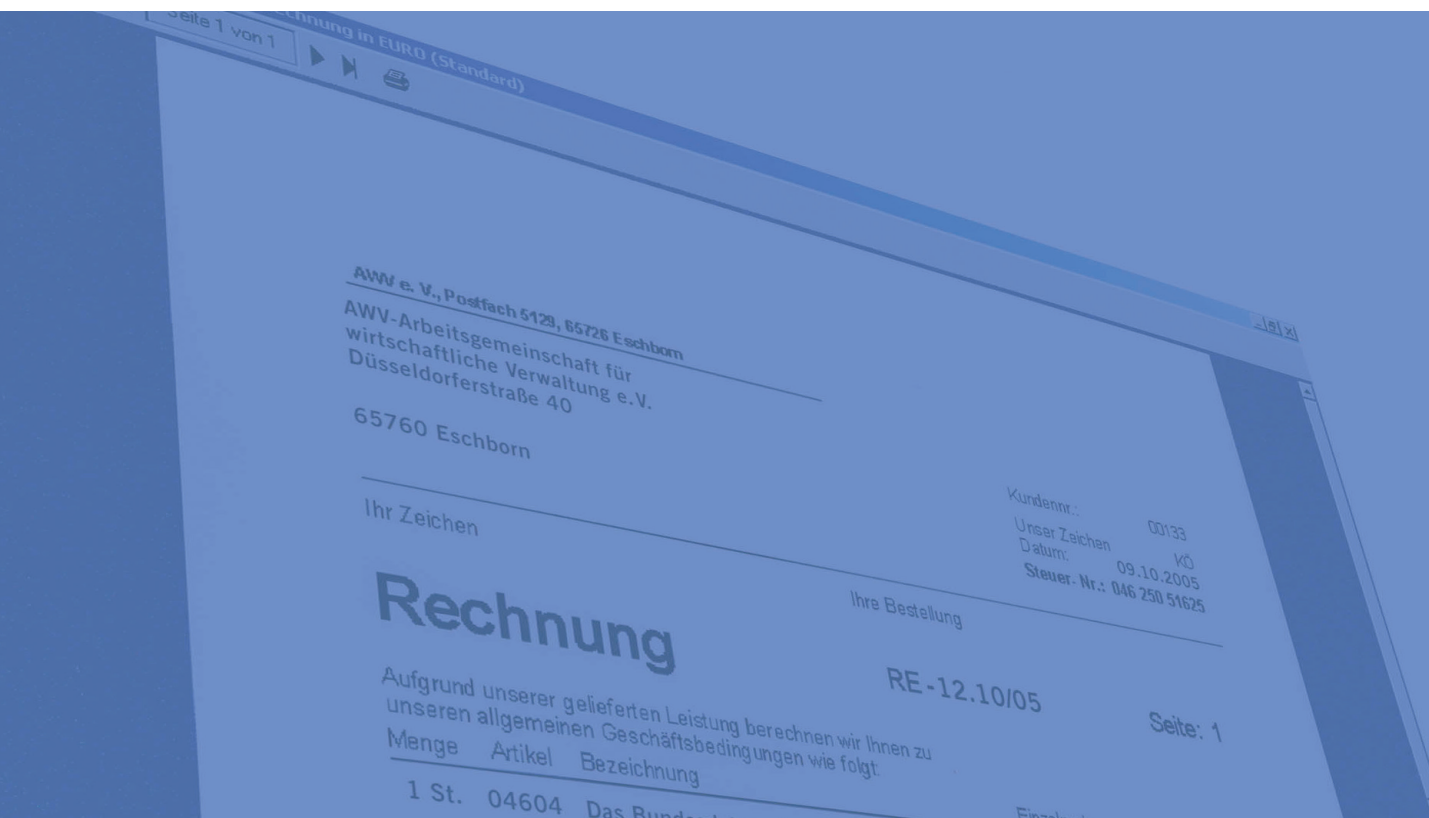 Seite 1 von 1
Rechnung in EURO (Standard)
AWV e. V., Postfach 5129, 65726 Eschborn
AWV-Arbeitsgemeinschaft für
wirtschaftliche Verwaltung e.V.
Düsseldorferstraße 40
65760 Eschborn
Kundennr.: 00133
Unser Zeichen KÖ
Datum: 09.10.2005
Steuer- Nr.: 046 250 51625
Ihr Zeichen
Ihre Bestellung
Rechnung
RE-12.10/05
Seite: 1
Aufgrund unserer gelieferten Leistung berechnen wir Ihnen zu
unseren allgemeinen Geschäftsbedingungen wie folgt:
Menge Artikel Bezeichnung
1 St. 04604 Das